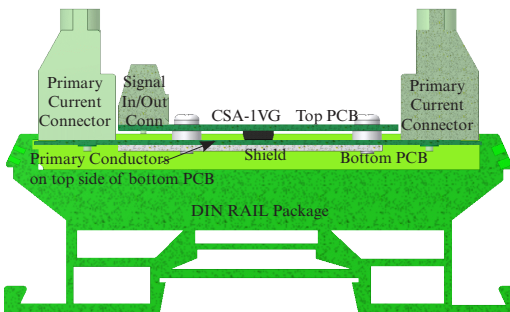 Primary
Current
Connector
Signal
In/Out
Conn
CSA-1VG
Top PCB
Primary
Current
Connector
Primary Conductors
on top side of bottom PCB
Shield
Bottom PCB
DIN RAIL Package